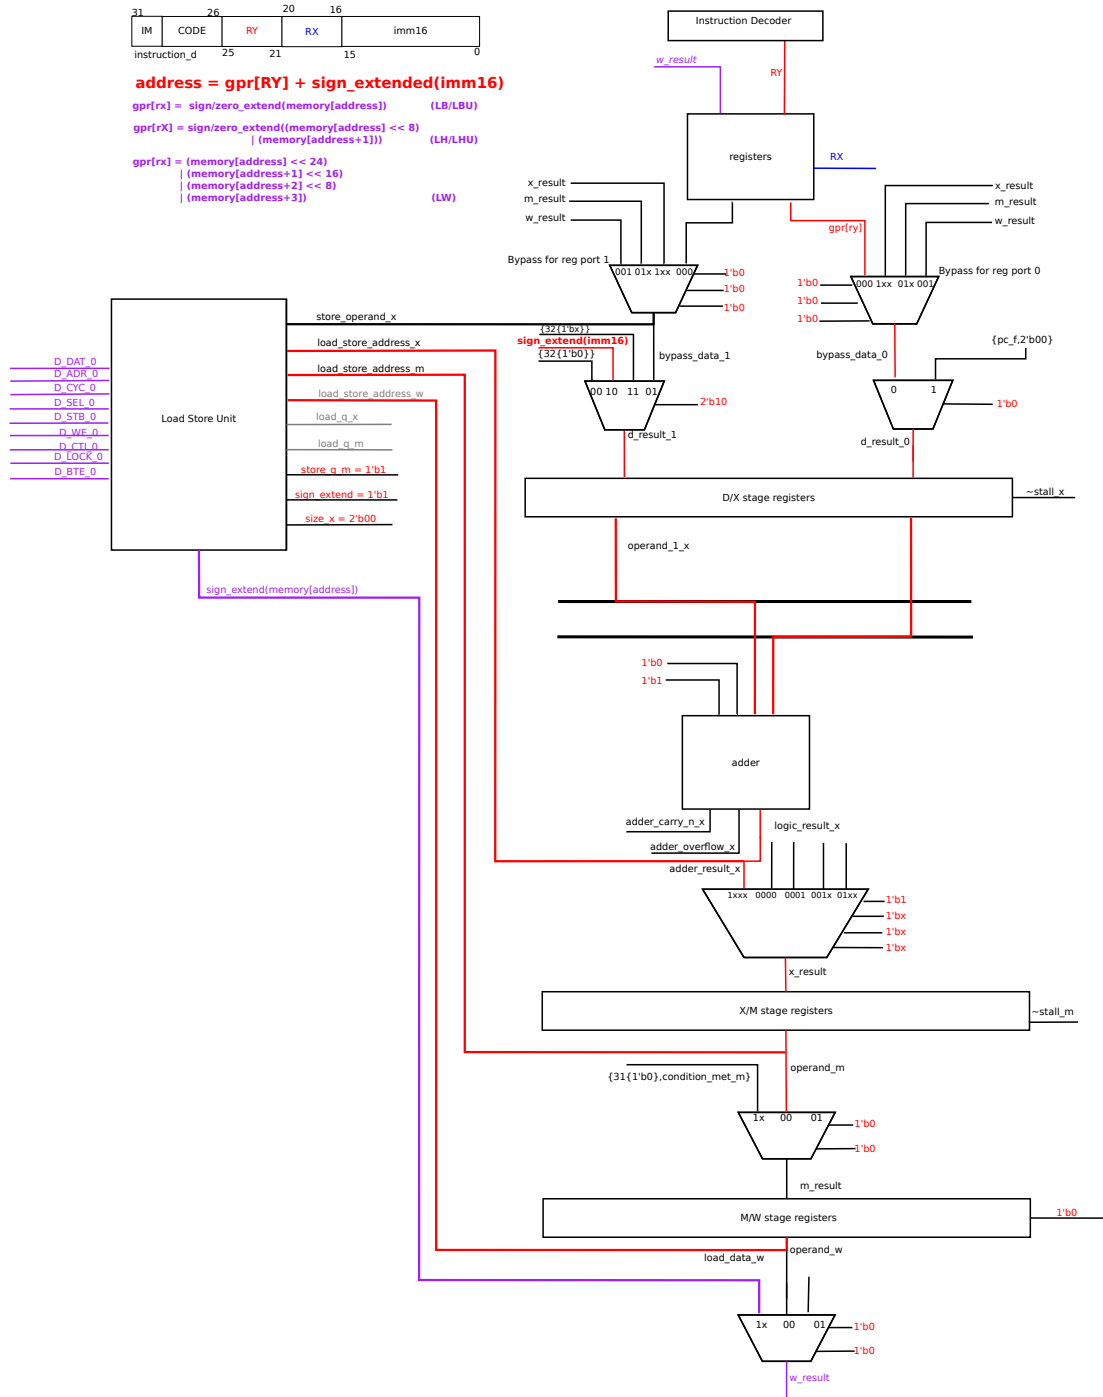 31 26 20 16
IM CODE RY RX imm16
instruction_d 25 21 15 0
address = gpr[RY] + sign_extended(imm16)
gpr[rx] = sign/zero_extend(memory[address]) (LB/LBU)
gpr[rX] = sign/zero_extend((memory[address] << 8)
| (memory[address+1])) (LH/LHU)
gpr[rx] = (memory[address] << 24)
| (memory[address+1] << 16)
| (memory[address+2] << 8)
| (memory[address+3]) (LW)
Instruction Decoder
w_result
RY
registers
RX
x_result
m_result
w_result
gpr[ry]
x_result
m_result
w_result
Bypass for reg port 1
001 01x 1xx 000
1'b0
1'b0
1'b0
Bypass for reg port 0
000 1xx 01x 001
1'b0
1'b0
1'b0
store_operand_x
load_store_address_x
load_store_address_m
load_store_address_w
load_q_x
load_q_m
store_q_m = 1'b1
sign_extend = 1'b1
size_x = 2'b00
Load Store Unit
D_DAT_0
D_ADR_0
D_CYC_0
D_SEL_0
D_STB_0
D_WE_0
D_CTI_0
D_LOCK_0
D_BTE_0
sign_extend(memory[address])
{32{1'bx}}
sign_extend(imm16)
{32{1'b0}}
bypass_data_1
00 10 11 01
2'b10
d_result_1
bypass_data_0
{pc_f,2'b00}
0 1
1'b0
d_result_0
D/X stage registers
~stall_x
operand_1_x
1'b0
1'b1
adder
adder_carry_n_x
adder_overflow_x
adder_result_x
logic_result_x
1xxx 0000 0001 001x 01xx
1'b1
1'bx
1'bx
1'bx
x_result
X/M stage registers
~stall_m
operand_m
{31{1'b0},condition_met_m}
1x 00 01
1'b0
1'b0
m_result
M/W stage registers
1'b0
operand_w
load_data_w
1x 00 01
1'b0
1'b0
w_result